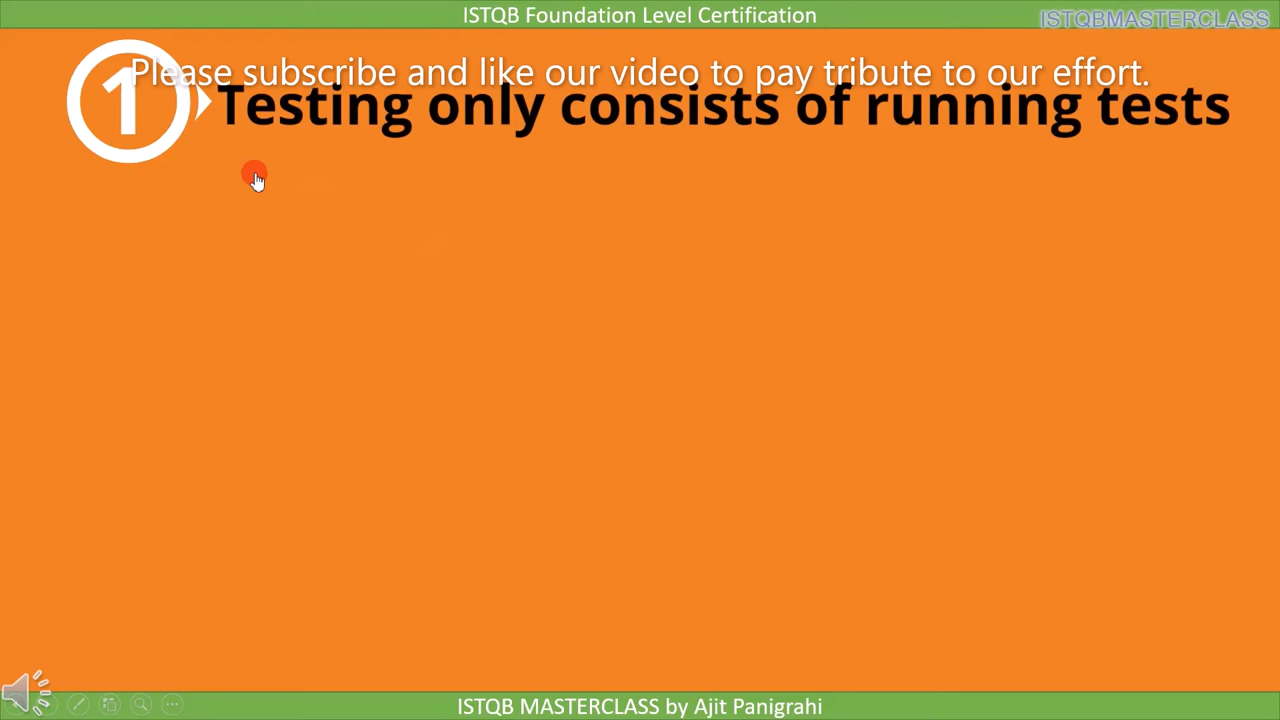 ISTQB Foundation Level Certification
ISTQBMASTERCLASS
Please subscribe and like our video to pay tribute to our effort.
1 Testing only consists of running tests
ISTQB MASTERCLASS by Ajit Panigrahi